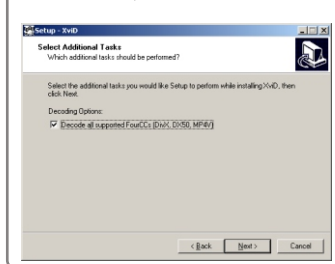 Setup - XviD
Select Additional Tasks
Which additional tasks should be performed?
Select the additional tasks you would like Setup to perform while installing XviD, then
click Next.
Decoding Options:
Decode all supported FourCCs (DivX, DX50, MP4V)
< Back
Next >
Cancel